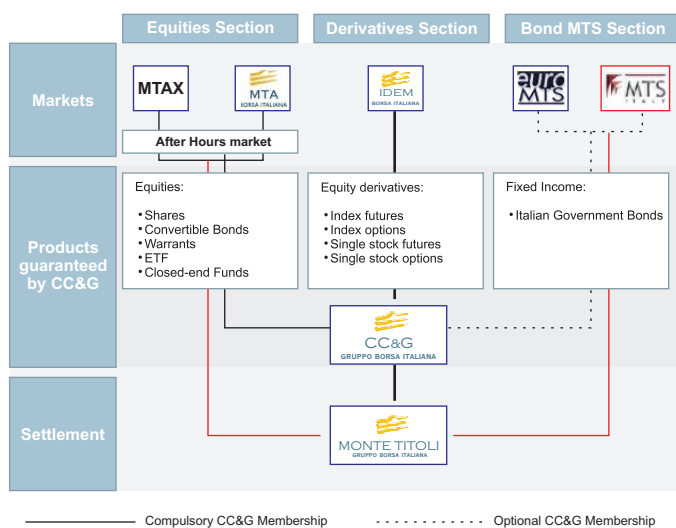 Equities Section
Derivatives Section
Bond MTS Section
Markets
MTAX
MTA
BORSA ITALIANA
IDEM
BORSA ITALIANA
euro
MTS
MTS
ITALY
After Hours market
Products
guaranteed
by CC&G
Equities:
• Shares
• Convertible Bonds
• Warrants
• ETF
• Closed-end Funds
Equity derivatives:
• Index futures
• Index options
• Single stock futures
• Single stock options
Fixed Income:
• Italian Government Bonds
CC&G
GRUPPO BORSA ITALIANA
Settlement
MONTE TITOLI
GRUPPO BORSA ITALIANA
Compulsory CC&G Membership
Optional CC&G Membership